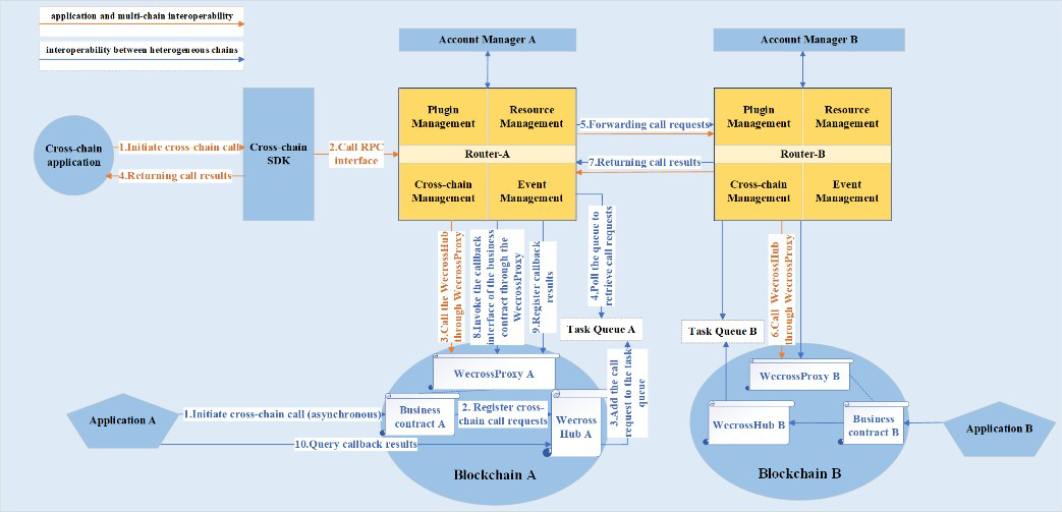 application and multi-chain interoperability
interoperability between heterogeneous chains
Account Manager A
Account Manager B
Cross-chain
application
1.Initiate cross-chain call
4.Returning call results
Cross-chain
SDK
2.Call RPC
interface
Plugin
Management
Resource
Management
Router-A
Cross-chain
Management
Event
Management
5.Forwarding call requests
7.Returning call results
Plugin
Management
Resource
Management
Router-B
Cross-chain
Management
Event
Management
3.Call the WecrossHub
through WecrossProxy
8.Invoke the callback
interface of the business
contract through the
WecrossProxy
9.Register callback
results
4.Poll the queue to
retrieve call requests
6.Call WecrossHub
through WecrossProxy
Task Queue A
Task Queue B
WecrossProxy A
WecrossProxy B
Application A
1.Initiate cross-chain call (asynchronous)
Business
contract A
2. Register cross-
chain call requests
Wecross
Hub A
3.Add the call
request to the task
queue
10.Query callback results
WecrossHub B
Business
contract B
Application B
Blockchain A
Blockchain B